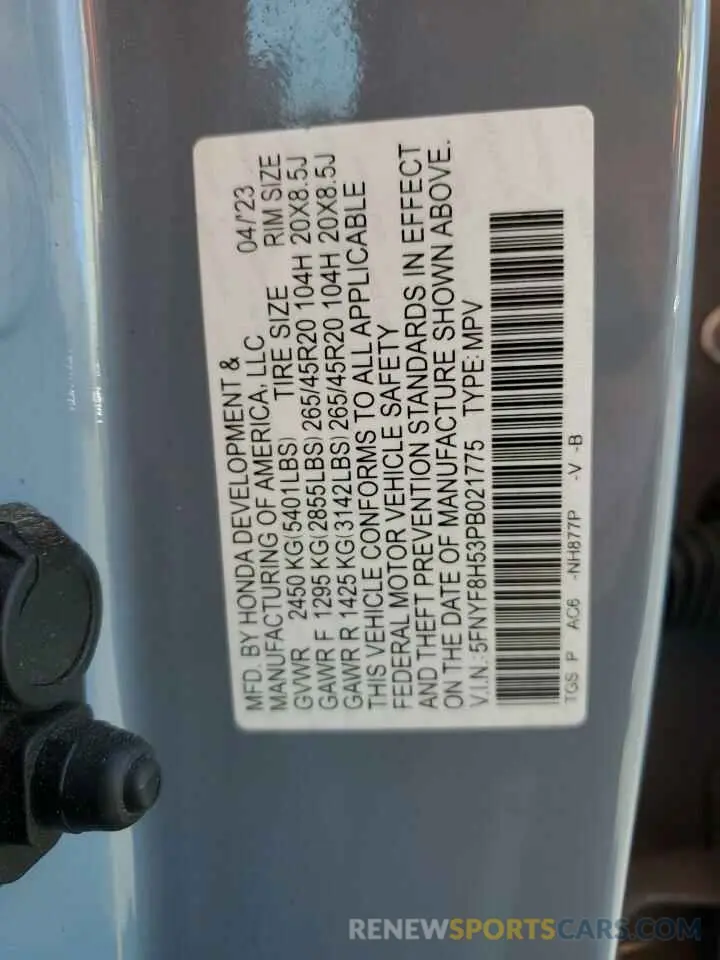 MFD. BY HONDA DEVELOPMENT &
MANUFACTURING OF AMERICA, LLC 04/'23
GVWR 2450 KG(5401LBS) TIRE SIZE RIM SIZE
GAWR F 1295 KG(2855LBS) 265/45R20 104H 20X8.5J
GAWR R 1425 KG(3142LBS) 265/45R20 104H 20X8.5J
THIS VEHICLE CONFORMS TO ALL APPLICABLE
FEDERAL MOTOR VEHICLE SAFETY
AND THEFT PREVENTION STANDARDS IN EFFECT
ON THE DATE OF MANUFACTURE SHOWN ABOVE.
V.I.N.: 5FNYF8H53PB021775 TYPE: MPV
TGS P AC6 -NH877P -V -B
RENEWSPORTSCARS.COM